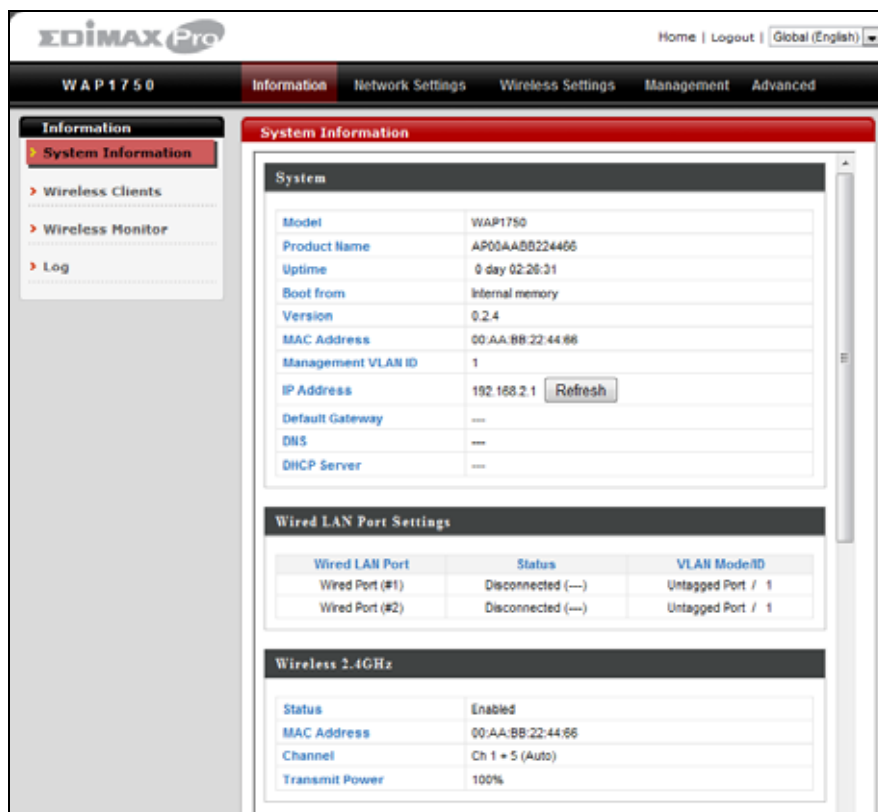 EDIMAX Pro
Home | Logout | Global (English)
WAP1750 Information Network Settings Wireless Settings Management Advanced
Information
System Information
Wireless Clients
Wireless Monitor
Log
System Information
System
Model WAP1750
Product Name AP00AABB224466
Uptime 0 day 02:26:31
Boot from Internal memory
Version 0.2.4
MAC Address 00:AA:BB:22:44:66
Management VLAN ID 1
IP Address 192.168.2.1 Refresh
Default Gateway ---
DNS ---
DHCP Server ---
Wired LAN Port Settings
Wired LAN Port Status VLAN Mode/ID
Wired Port (#1) Disconnected (---) Untagged Port / 1
Wired Port (#2) Disconnected (---) Untagged Port / 1
Wireless 2.4GHz
Status Enabled
MAC Address 00:AA:BB:22:44:66
Channel Ch 1 + 5 (Auto)
Transmit Power 100%